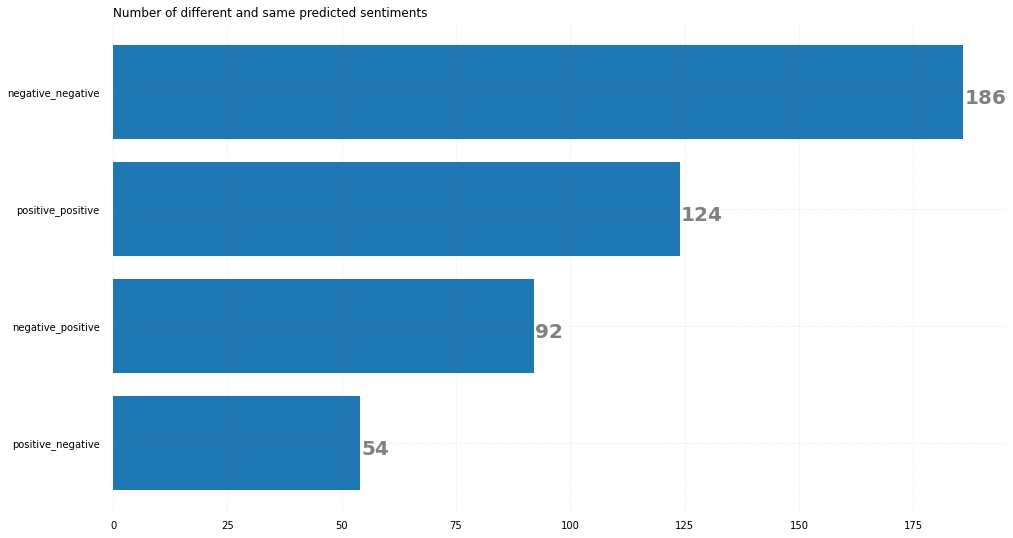 Number of different and same predicted sentiments
negative_negative
186
positive_positive
124
negative_positive
92
positive_negative
54
0 25 50 75 100 125 150 175